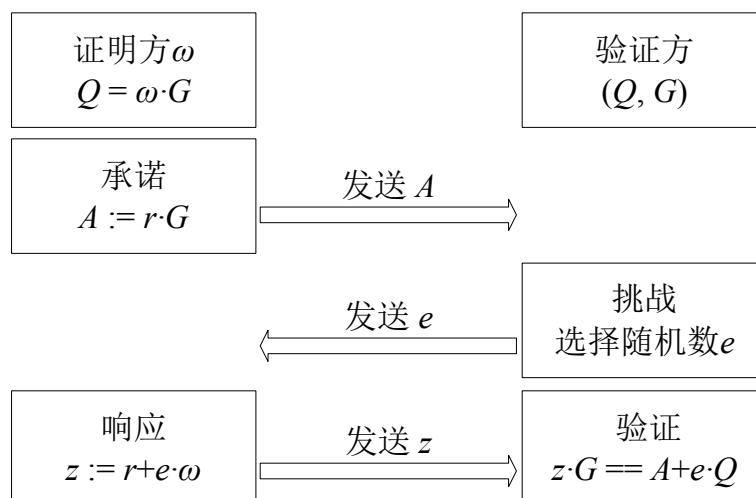 证明方ω
Q = ω·G
验证方
(Q, G)
承诺
A := r·G
发送 A
发送 e
挑战
选择随机数e
响应
z := r+e·ω
发送 z
验证
z·G == A+e·Q